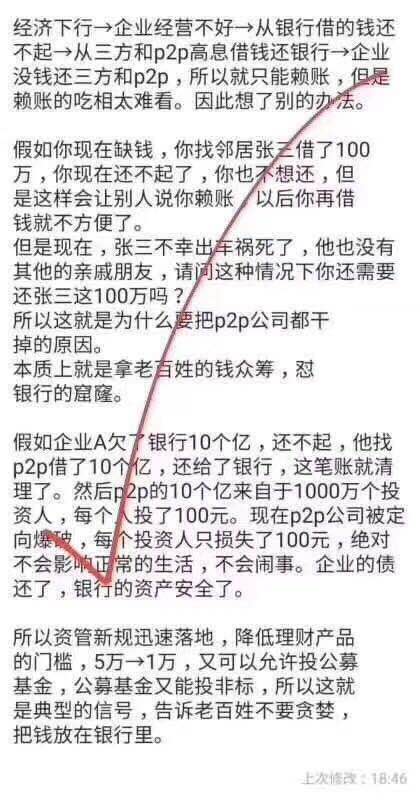 经济下行→企业经营不好→从银行借的钱还
不起→从三方和p2p高息借钱还银行→企业
没钱还三方和p2p，所以就只能赖账，但是
赖账的吃相太难看。因此想了别的办法。
假如你现在缺钱，你找邻居张三借了100
万，你现在还不起了，你也不想还，但
是这样会让别人说你赖账，以后你再借
钱就不方便了。
但是现在，张三不幸出车祸死了，他也没有
其他的亲戚朋友，请问这种情况下你还需要
还张三这100万吗？
所以这就是为什么要把p2p公司都干
掉的原因。
本质上就是拿老百姓的钱众筹，怼
银行的窟窿。
假如企业A欠了银行10个亿，还不起，他找
p2p借了10个亿，还给了银行，这笔账就清
理了。然后p2p的10个亿来自于1000万个投
资人，每个人投了100元。现在p2p公司被定
向爆破，每个投资人只损失了100元，绝对
不会影响正常的生活，不会闹事。企业的债
还了，银行的资产安全了。
所以资管新规迅速落地，降低理财产品
的门槛，5万→1万，又可以允许投公募
基金，公募基金又能投非标，所以这就
是典型的信号，告诉老百姓不要贪婪，
把钱放在银行里。
上次修改：18:46